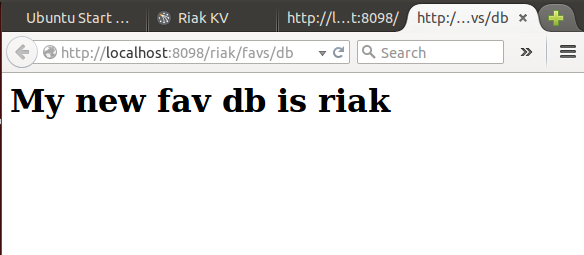 Ubuntu Start ... Riak KV http://l...t:8098/ http:/...vs/db
http://localhost:8098/riak/favs/db Search
My new fav db is riak